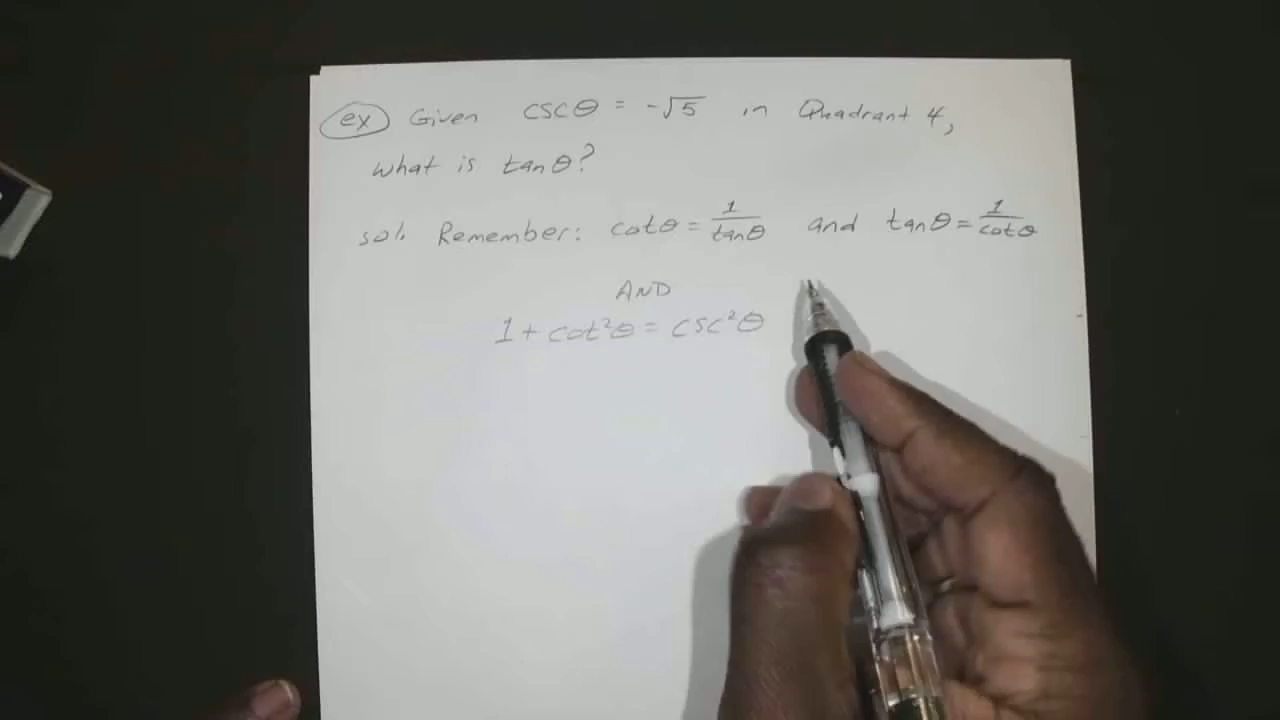 ex Given cscθ = -√5 in Quadrant 4,
what is tanθ?
sol. Remember: cotθ = 1/tanθ and tanθ = 1/cotθ
AND
1 + cot²θ = csc²θ